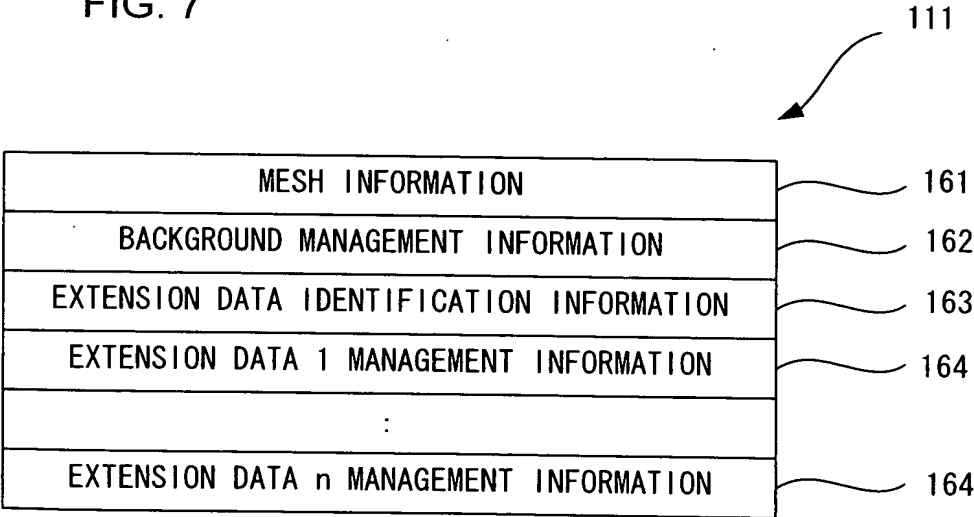 FIG. 7
111
MESH INFORMATION 161
BACKGROUND MANAGEMENT INFORMATION 162
EXTENSION DATA IDENTIFICATION INFORMATION 163
EXTENSION DATA 1 MANAGEMENT INFORMATION 164
:
EXTENSION DATA n MANAGEMENT INFORMATION 164